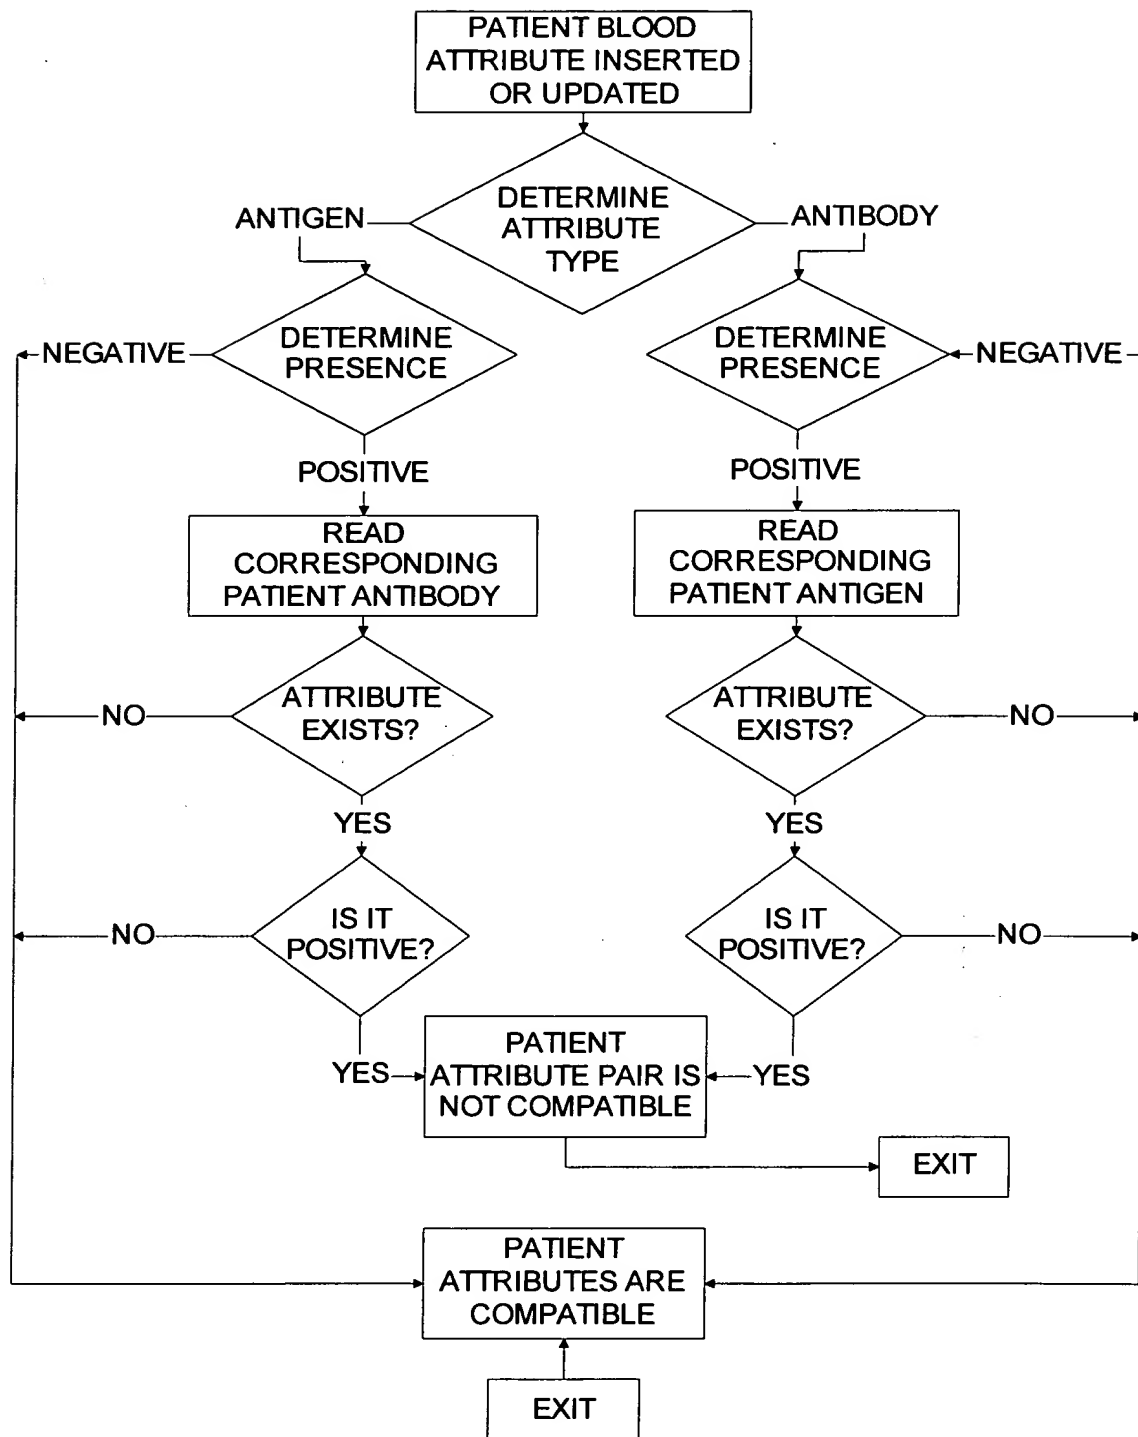 PATIENT BLOOD
ATTRIBUTE INSERTED
OR UPDATED
DETERMINE
ATTRIBUTE
TYPE
ANTIGEN
ANTIBODY
DETERMINE
PRESENCE
NEGATIVE
DETERMINE
PRESENCE
NEGATIVE
POSITIVE
POSITIVE
READ
CORRESPONDING
PATIENT ANTIBODY
READ
CORRESPONDING
PATIENT ANTIGEN
ATTRIBUTE
EXISTS?
NO
ATTRIBUTE
EXISTS?
NO
YES
YES
IS IT
POSITIVE?
NO
IS IT
POSITIVE?
NO
YES
YES
PATIENT
ATTRIBUTE PAIR IS
NOT COMPATIBLE
EXIT
PATIENT
ATTRIBUTES ARE
COMPATIBLE
EXIT